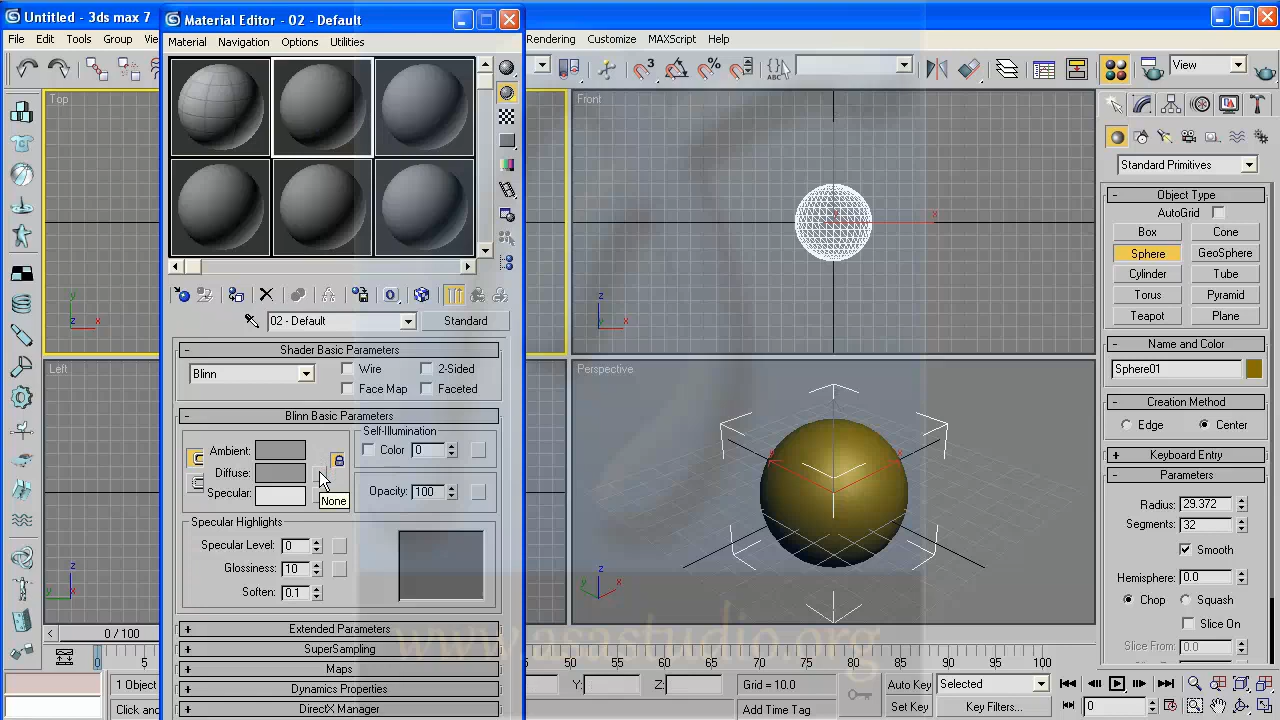 Untitled - 3ds max 7
Material Editor - 02 - Default
File Edit Tools Group
Material Navigation Options Utilities
Rendering Customize MAXScript Help
3
%
ABC
View
Top
Front
Standard Primitives
Object Type
AutoGrid
Box Cone
Sphere GeoSphere
Cylinder Tube
Torus Pyramid
Teapot Plane
02 - Default Standard
Shader Basic Parameters
Blinn Wire 2-Sided
Face Map Faceted
Blinn Basic Parameters
Self-Illumination
Ambient: Color 0
Diffuse:
Specular: Opacity: 100
None
Specular Highlights
Specular Level: 0
Glossiness: 10
Soften: 0.1
Extended Parameters
SuperSampling
Maps
Dynamics Properties
DirectX Manager
Left
Perspective
Name and Color
Sphere01
Creation Method
Edge Center
Keyboard Entry
Parameters
Radius: 29.372
Segments: 32
Smooth
Hemisphere: 0.0
Chop Squash
Slice On
Slice From: 0.0
www.asastudio.org
0 / 100
5 50 55 60 65 70 75 80 85 90 95 100
1 Object
Y: Z: Grid = 10.0
Auto Key Selected
Click and
Add Time Tag
Set Key Key Filters... 0